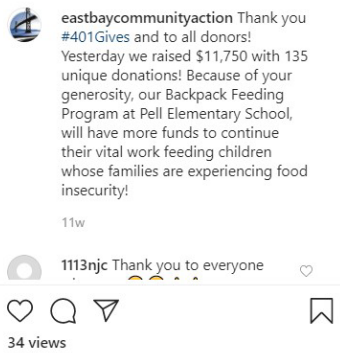 eastbaycommunityaction Thank you
#401Gives and to all donors!
Yesterday we raised $11,750 with 135
unique donations! Because of your
generosity, our Backpack Feeding
Program at Pell Elementary School,
will have more funds to continue
their vital work feeding children
whose families are experiencing food
insecurity!
11w
1113njc Thank you to everyone
34 views